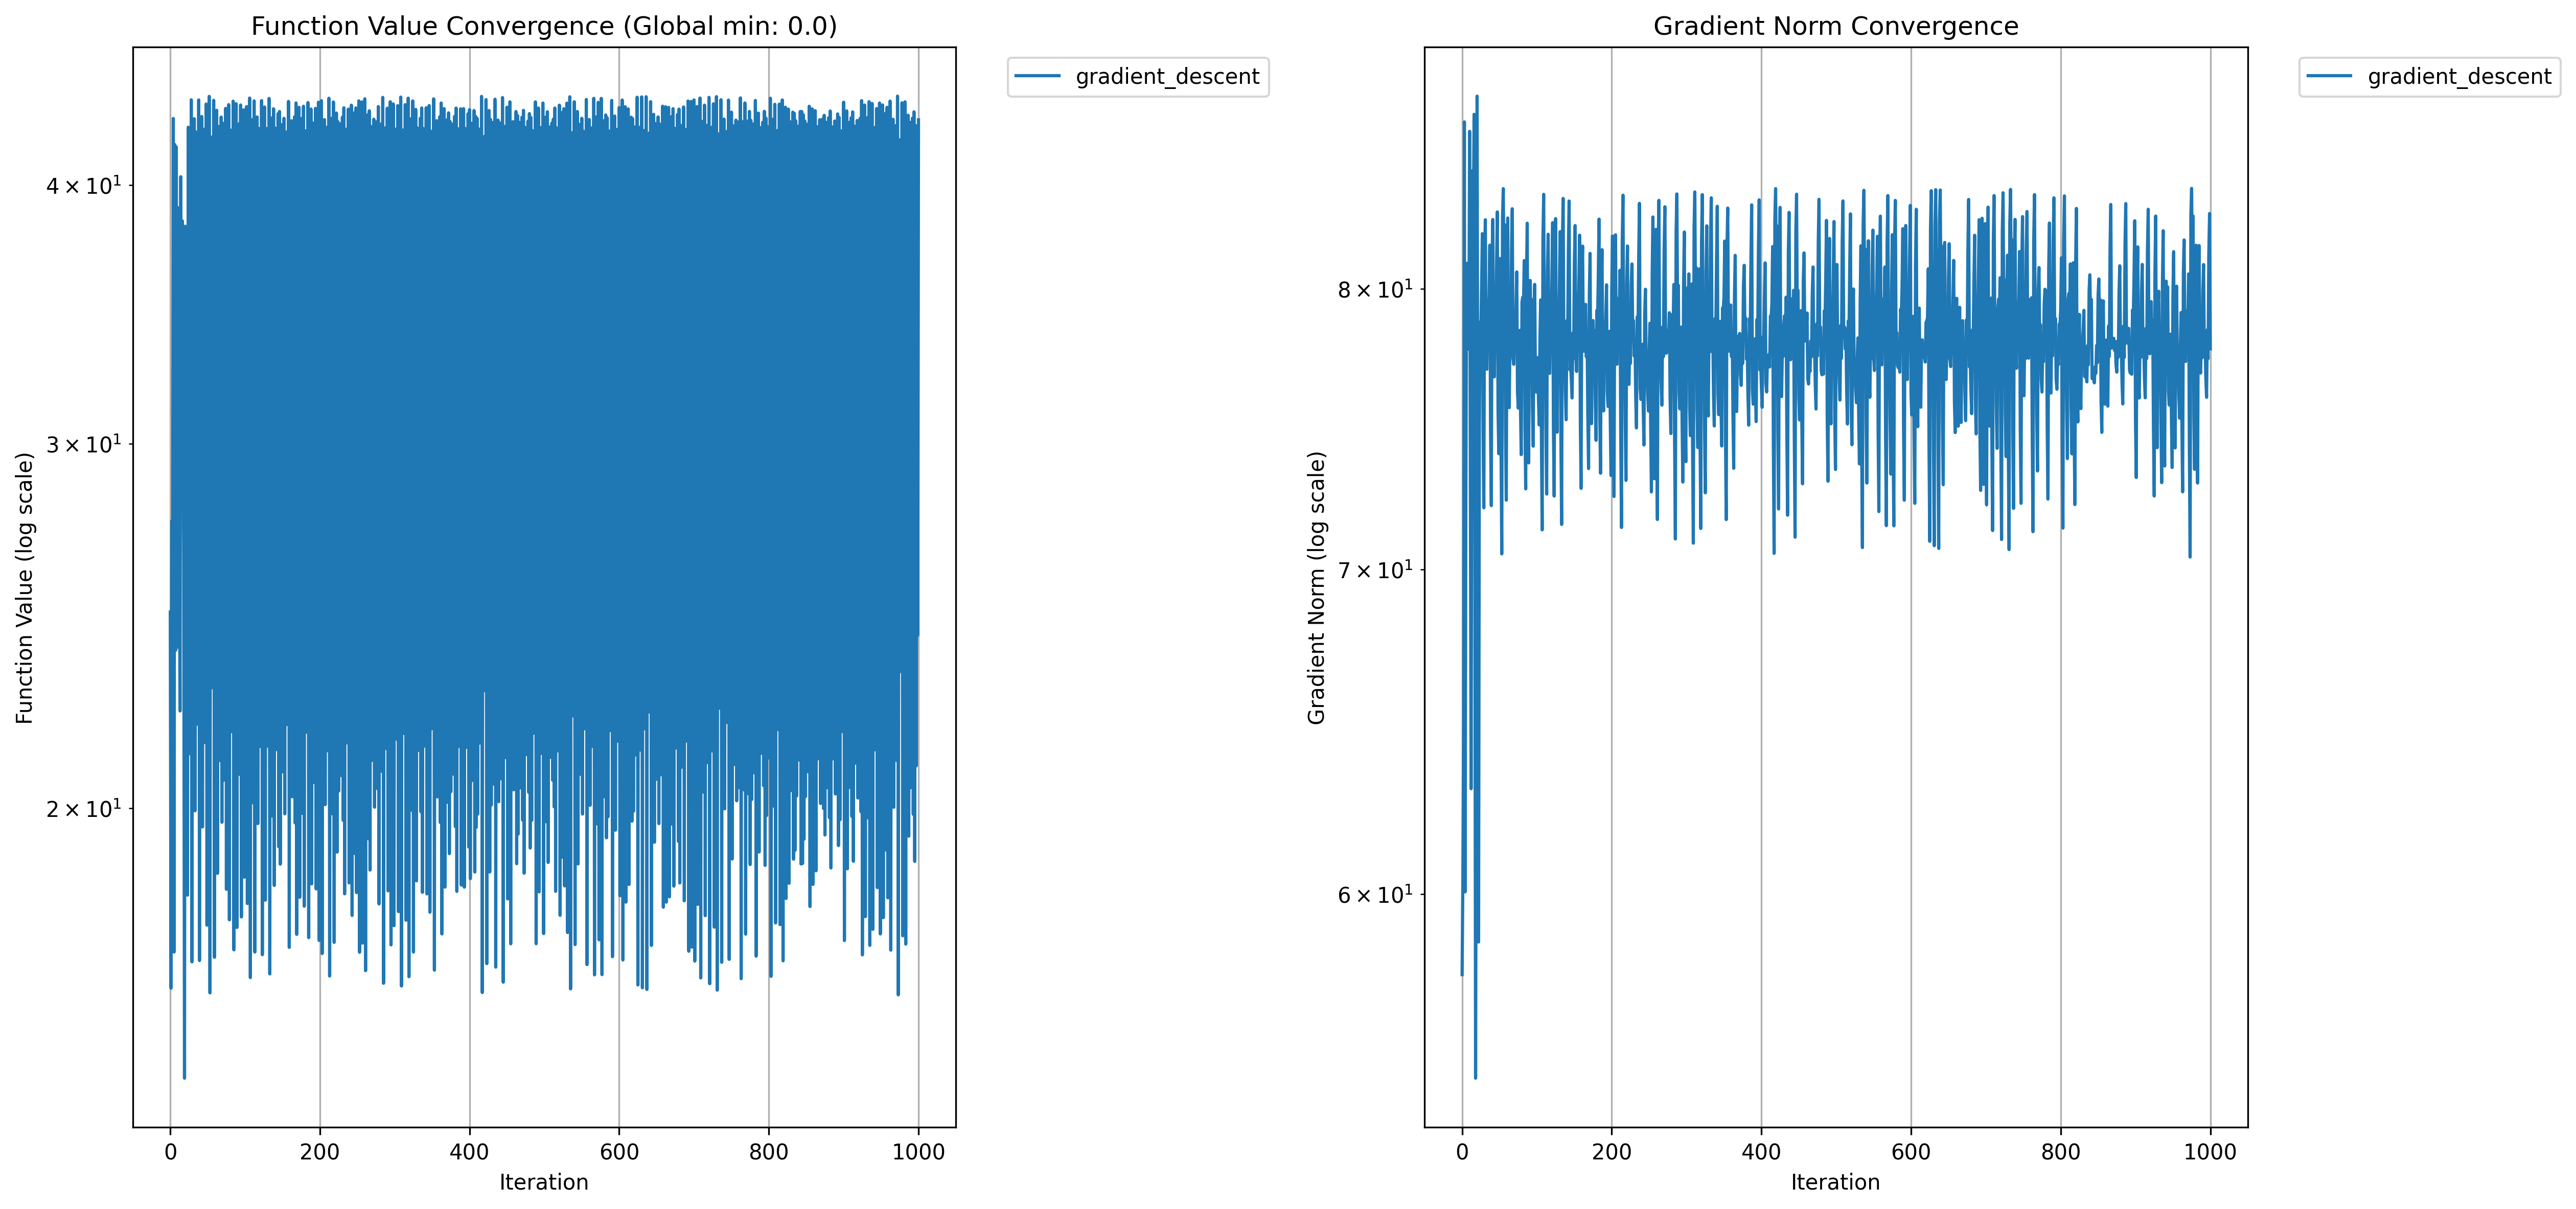 Function Value Convergence (Global min: 0.0)
gradient_descent
4 × 10¹
3 × 10¹
2 × 10¹
Function Value (log scale)
0 200 400 600 800 1000
Iteration
Gradient Norm Convergence
gradient_descent
8 × 10¹
7 × 10¹
6 × 10¹
Gradient Norm (log scale)
0 200 400 600 800 1000
Iteration